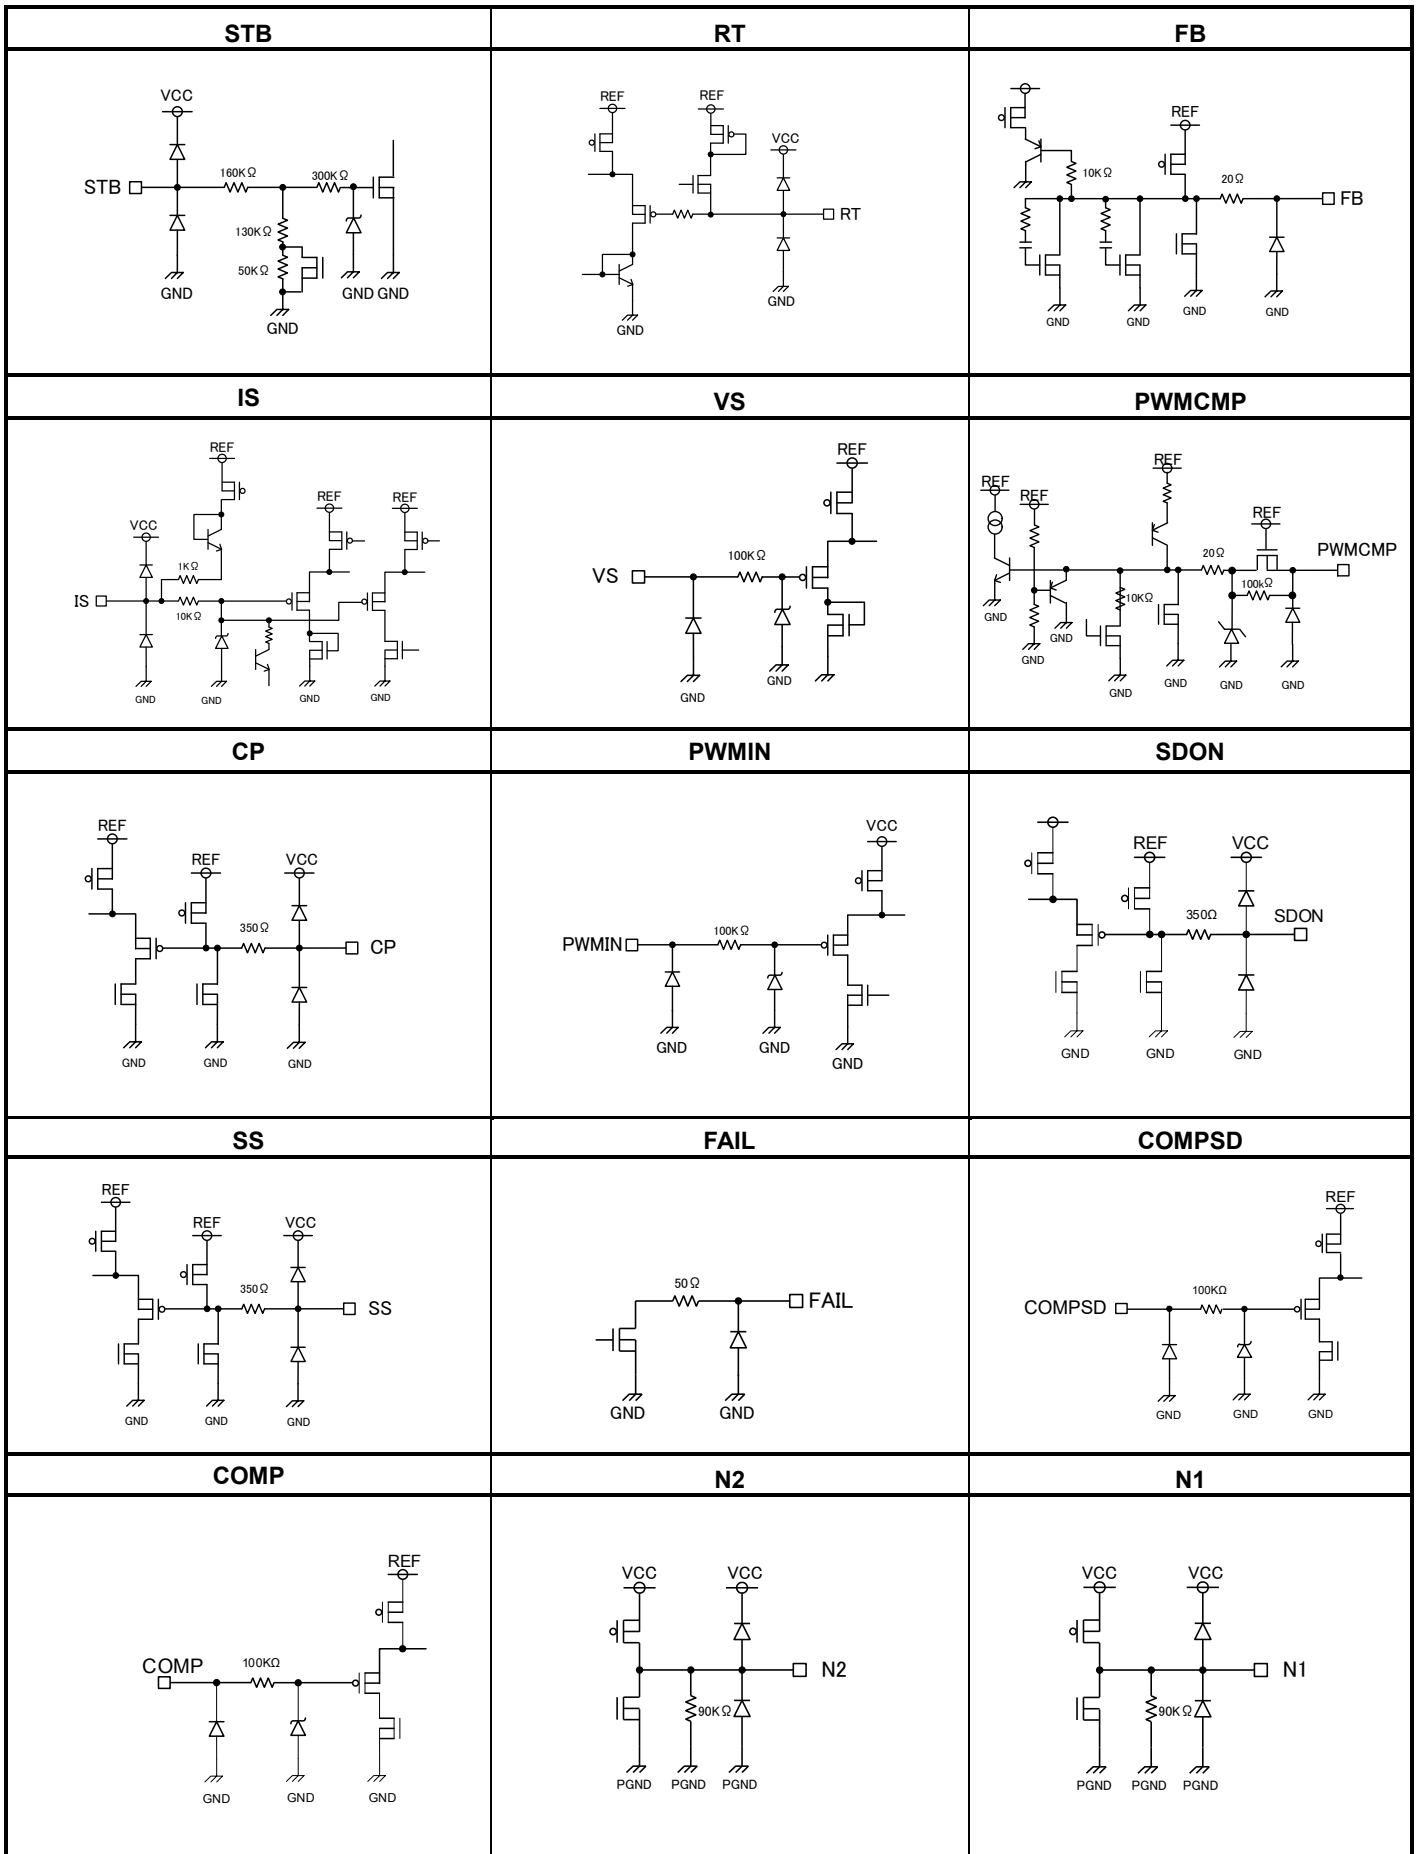 STB RT FB
VCC
STB
160KΩ
300KΩ
130KΩ
50KΩ
GND
GND GND
GND
REF
REF
VCC
RT
GND
GND
REF
10KΩ
20Ω
FB
GND
GND
GND
GND
IS VS PWMCMP
REF
REF
REF
VCC
1KΩ
IS
10KΩ
GND
GND
GND
GND
REF
100KΩ
VS
GND
GND
REF
REF
REF
REF
PWMCMP
20Ω
100kΩ
10KΩ
GND
GND
GND
GND
GND
GND
GND
CP PWMIN SDON
REF
REF
VCC
350Ω
CP
GND
GND
GND
VCC
PWMIN
100KΩ
GND
GND
GND
REF
VCC
350Ω
SDON
GND
GND
GND
SS FAIL COMPSD
REF
REF
VCC
350Ω
SS
GND
GND
GND
50Ω
FAIL
GND
GND
REF
COMPSD
100KΩ
GND
GND
GND
COMP N2 N1
REF
COMP
100KΩ
GND
GND
GND
VCC
VCC
N2
90KΩ
PGND
PGND
PGND
VCC
VCC
N1
90KΩ
PGND
PGND
PGND